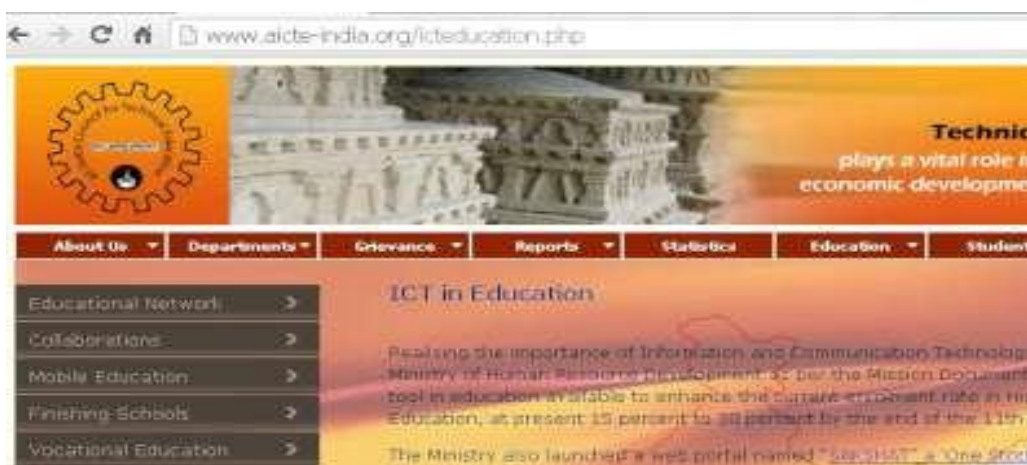 www.aicte-india.org/icteducation.php
Technic
plays a vital role i
economic developme
About Us
Departments
Grievance
Reports
Statistics
Education
Student
Educational Network
Collaborations
Mobile Education
Finishing Schools
Vocational Education
ICT in Education
Realising the importance of Information and Communication Technolog
Ministry of Human Resource Development as per the Mission Document
tool in education to enhance the current enrolment rate in
Education, at present 15 percent to 30 percent by the end of the 11th
The Ministry also launched a web portal named "SAKSHAT" a 'One Sto